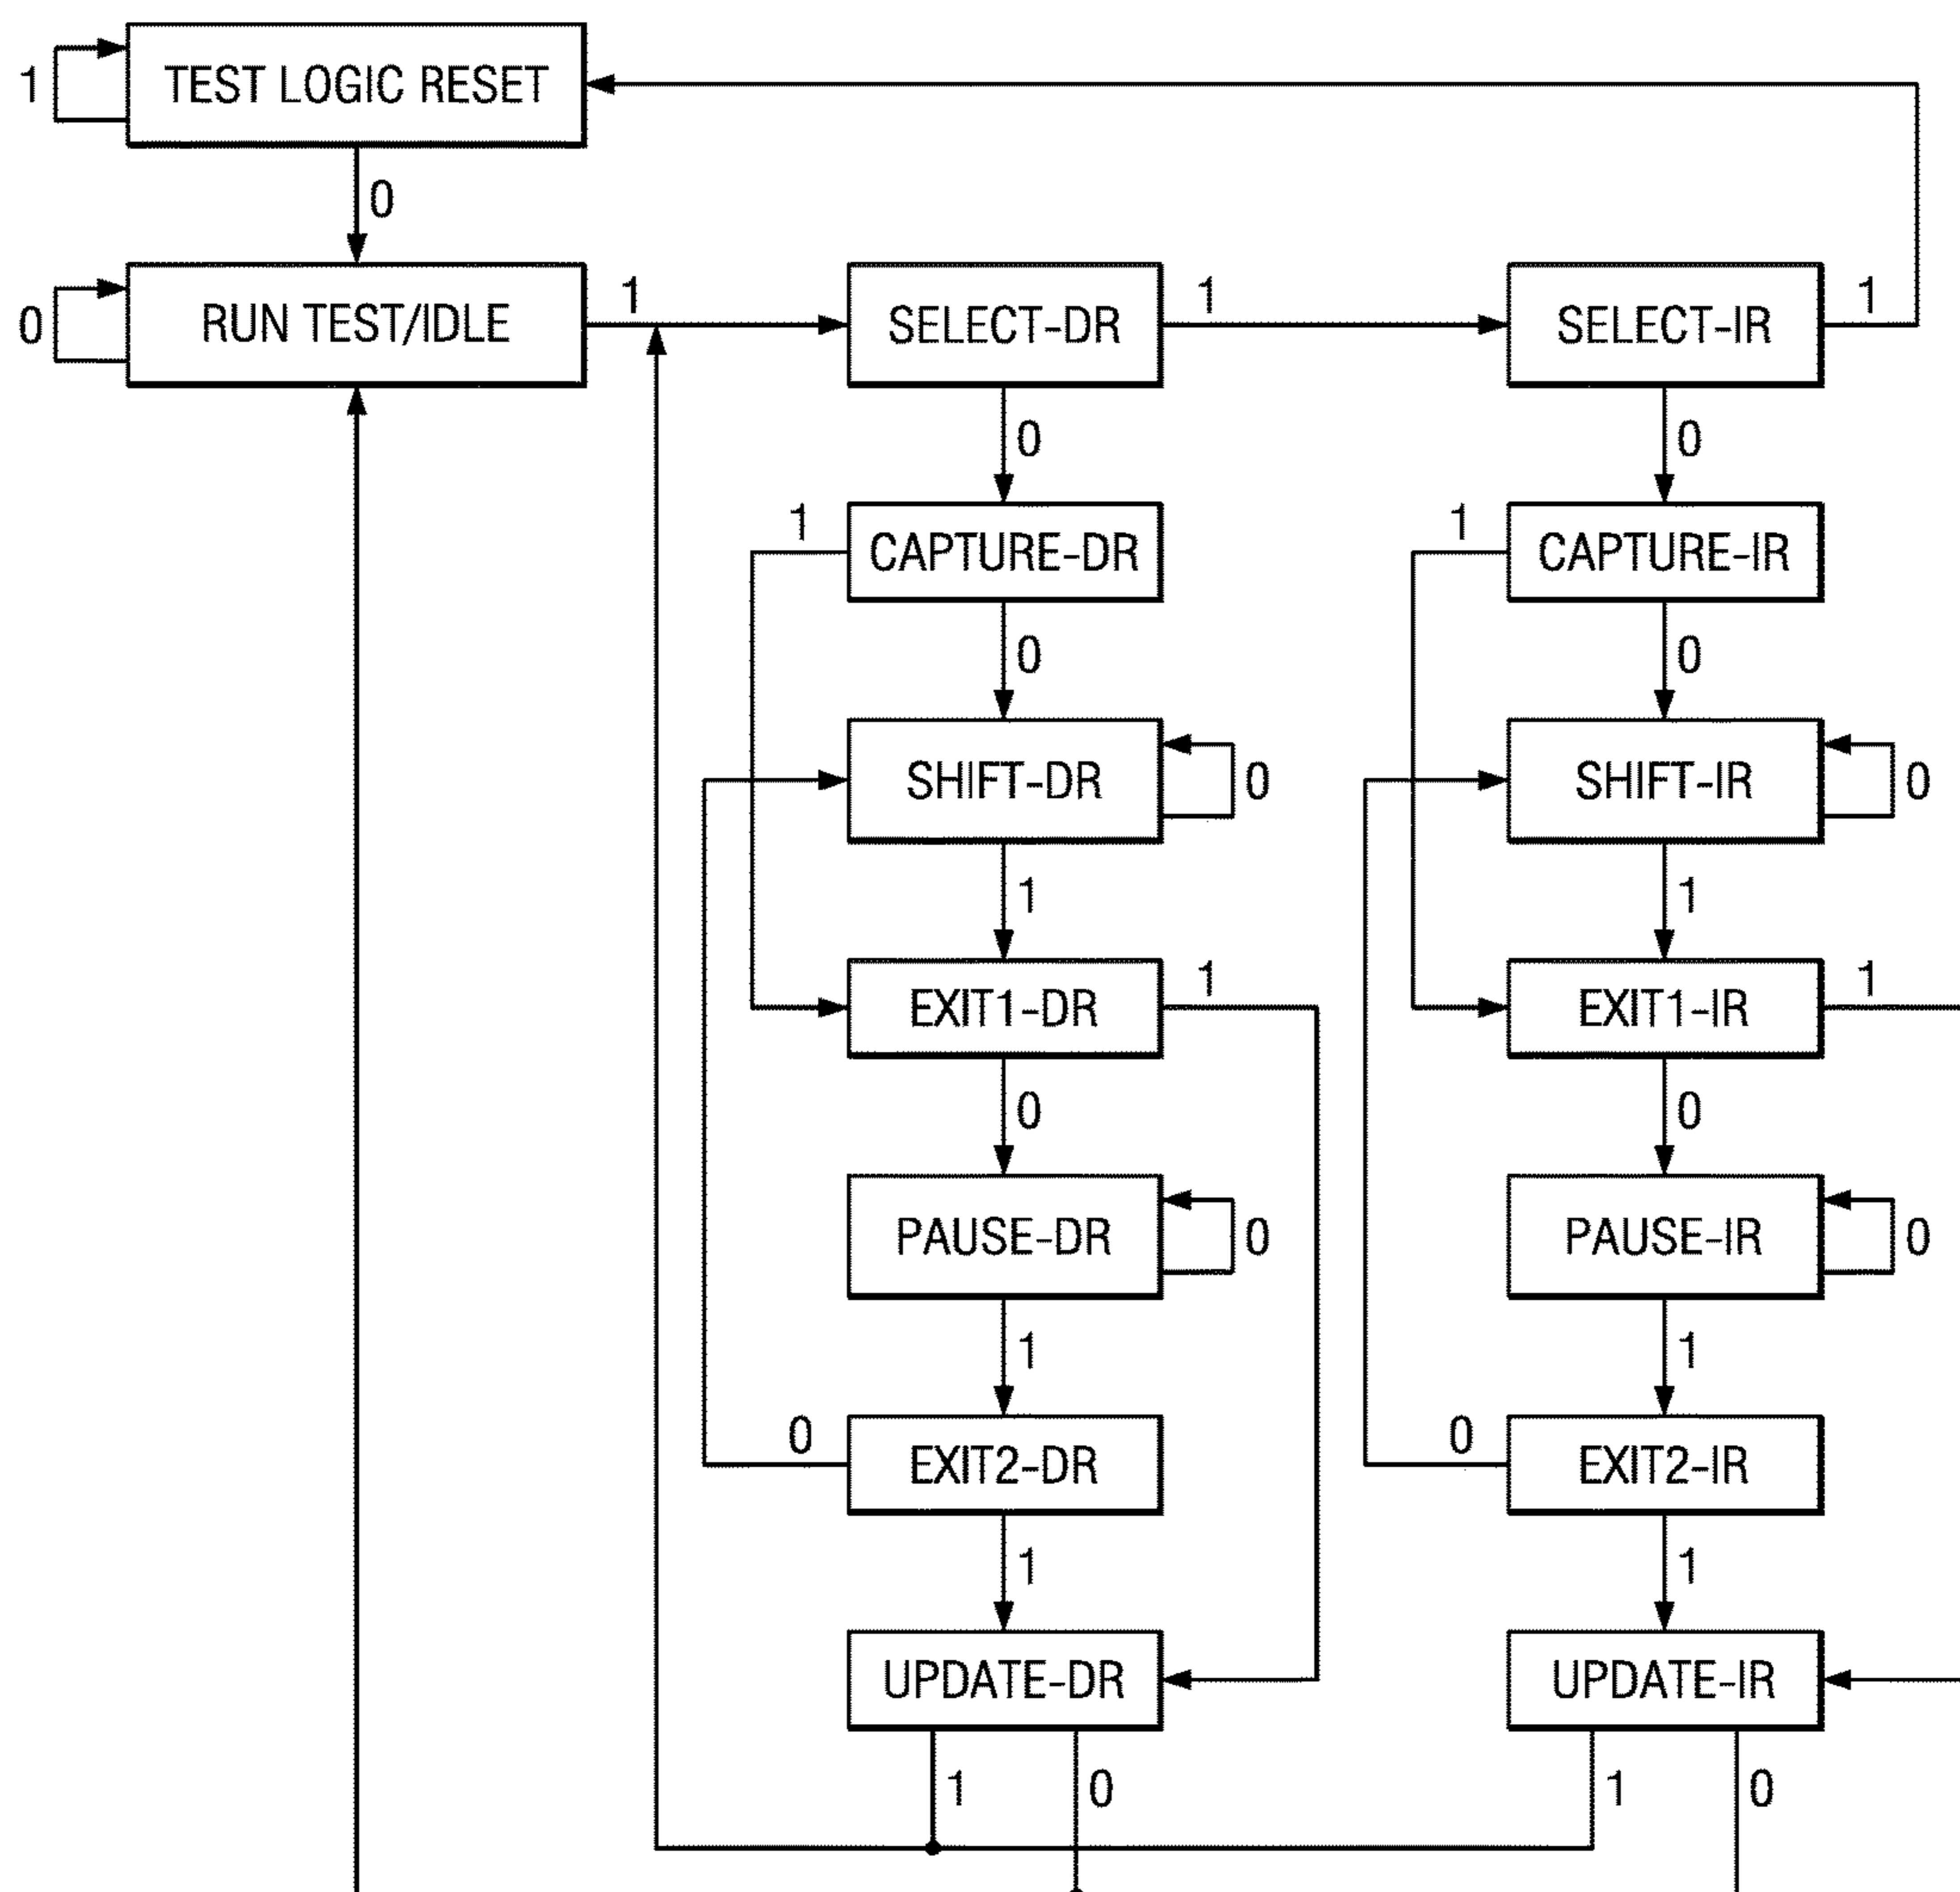 1
TEST LOGIC RESET
0
0
RUN TEST/IDLE
1
SELECT-DR
1
SELECT-IR
1
0
0
1
CAPTURE-DR
1
CAPTURE-IR
0
0
SHIFT-DR
0
SHIFT-IR
0
1
1
EXIT1-DR
1
EXIT1-IR
1
0
0
PAUSE-DR
0
PAUSE-IR
0
1
1
0
EXIT2-DR
0
EXIT2-IR
1
1
UPDATE-DR
UPDATE-IR
1
0
1
0